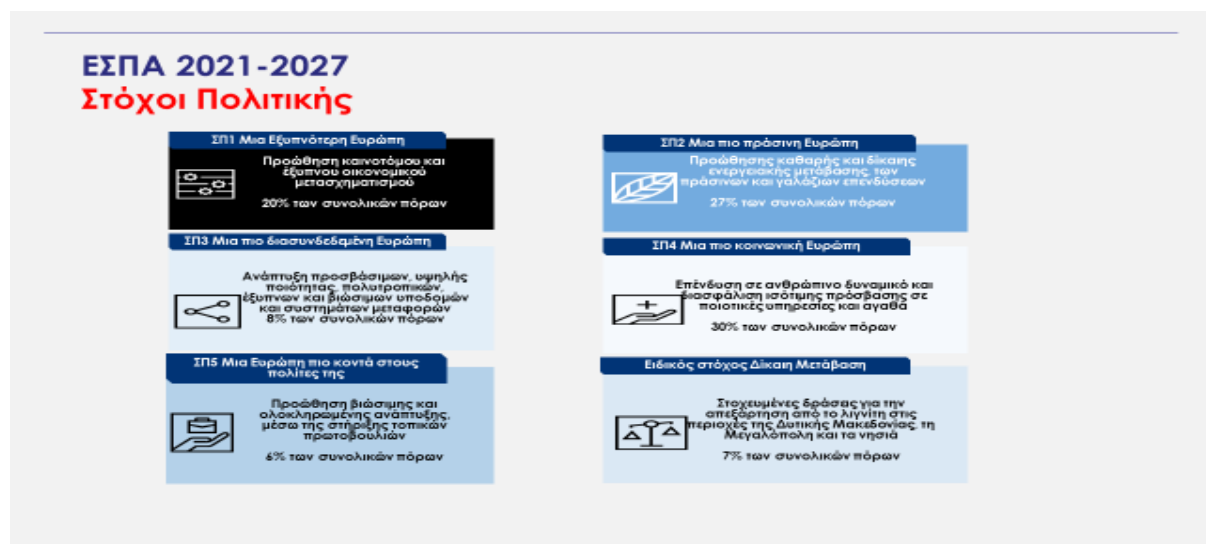 ΕΣΠΑ 2021-2027
Στόχοι Πολιτικής
ΣΠ1 Μια Εξυπνότερη Ευρώπη
Προώθηση καινοτόμου και
έξυπνου οικονομικού
μετασχηματισμού
20% των συνολικών πόρων
ΣΠ2 Μια πιο πράσινη Ευρώπη
Προώθησης καθαρής και δίκαιης
ενεργειακής μετάβασης, των
πράσινων και γαλάζιων επενδύσεων
27% των συνολικών πόρων
ΣΠ3 Μια πιο διασυνδεδεμένη Ευρώπη
Ανάπτυξη προσβάσιμων, υψηλής
ποιότητας, πολυτροπικών,
έξυπνων και βιώσιμων υποδομών
και συστημάτων μεταφορών
8% των συνολικών πόρων
ΣΠ4 Μια πιο κοινωνική Ευρώπη
Επένδυση σε ανθρώπινο δυναμικό και
διασφάλιση ισότιμης πρόσβασης σε
ποιοτικές υπηρεσίες και αγαθά
30% των συνολικών πόρων
ΣΠ5 Μια Ευρώπη πιο κοντά στους
πολίτες της
Προώθηση βιώσιμης και
ολοκληρωμένης ανάπτυξης,
μέσω της στήριξης τοπικών
πρωτοβουλιών
6% των συνολικών πόρων
Ειδικός στόχος Δίκαιη Μετάβαση
Στοχευμένες δράσεις για την
απεξάρτηση από το λιγνίτη στις
περιοχές της Δυτικής Μακεδονίας, τη
Μεγαλόπολη και τα νησιά
7% των συνολικών πόρων